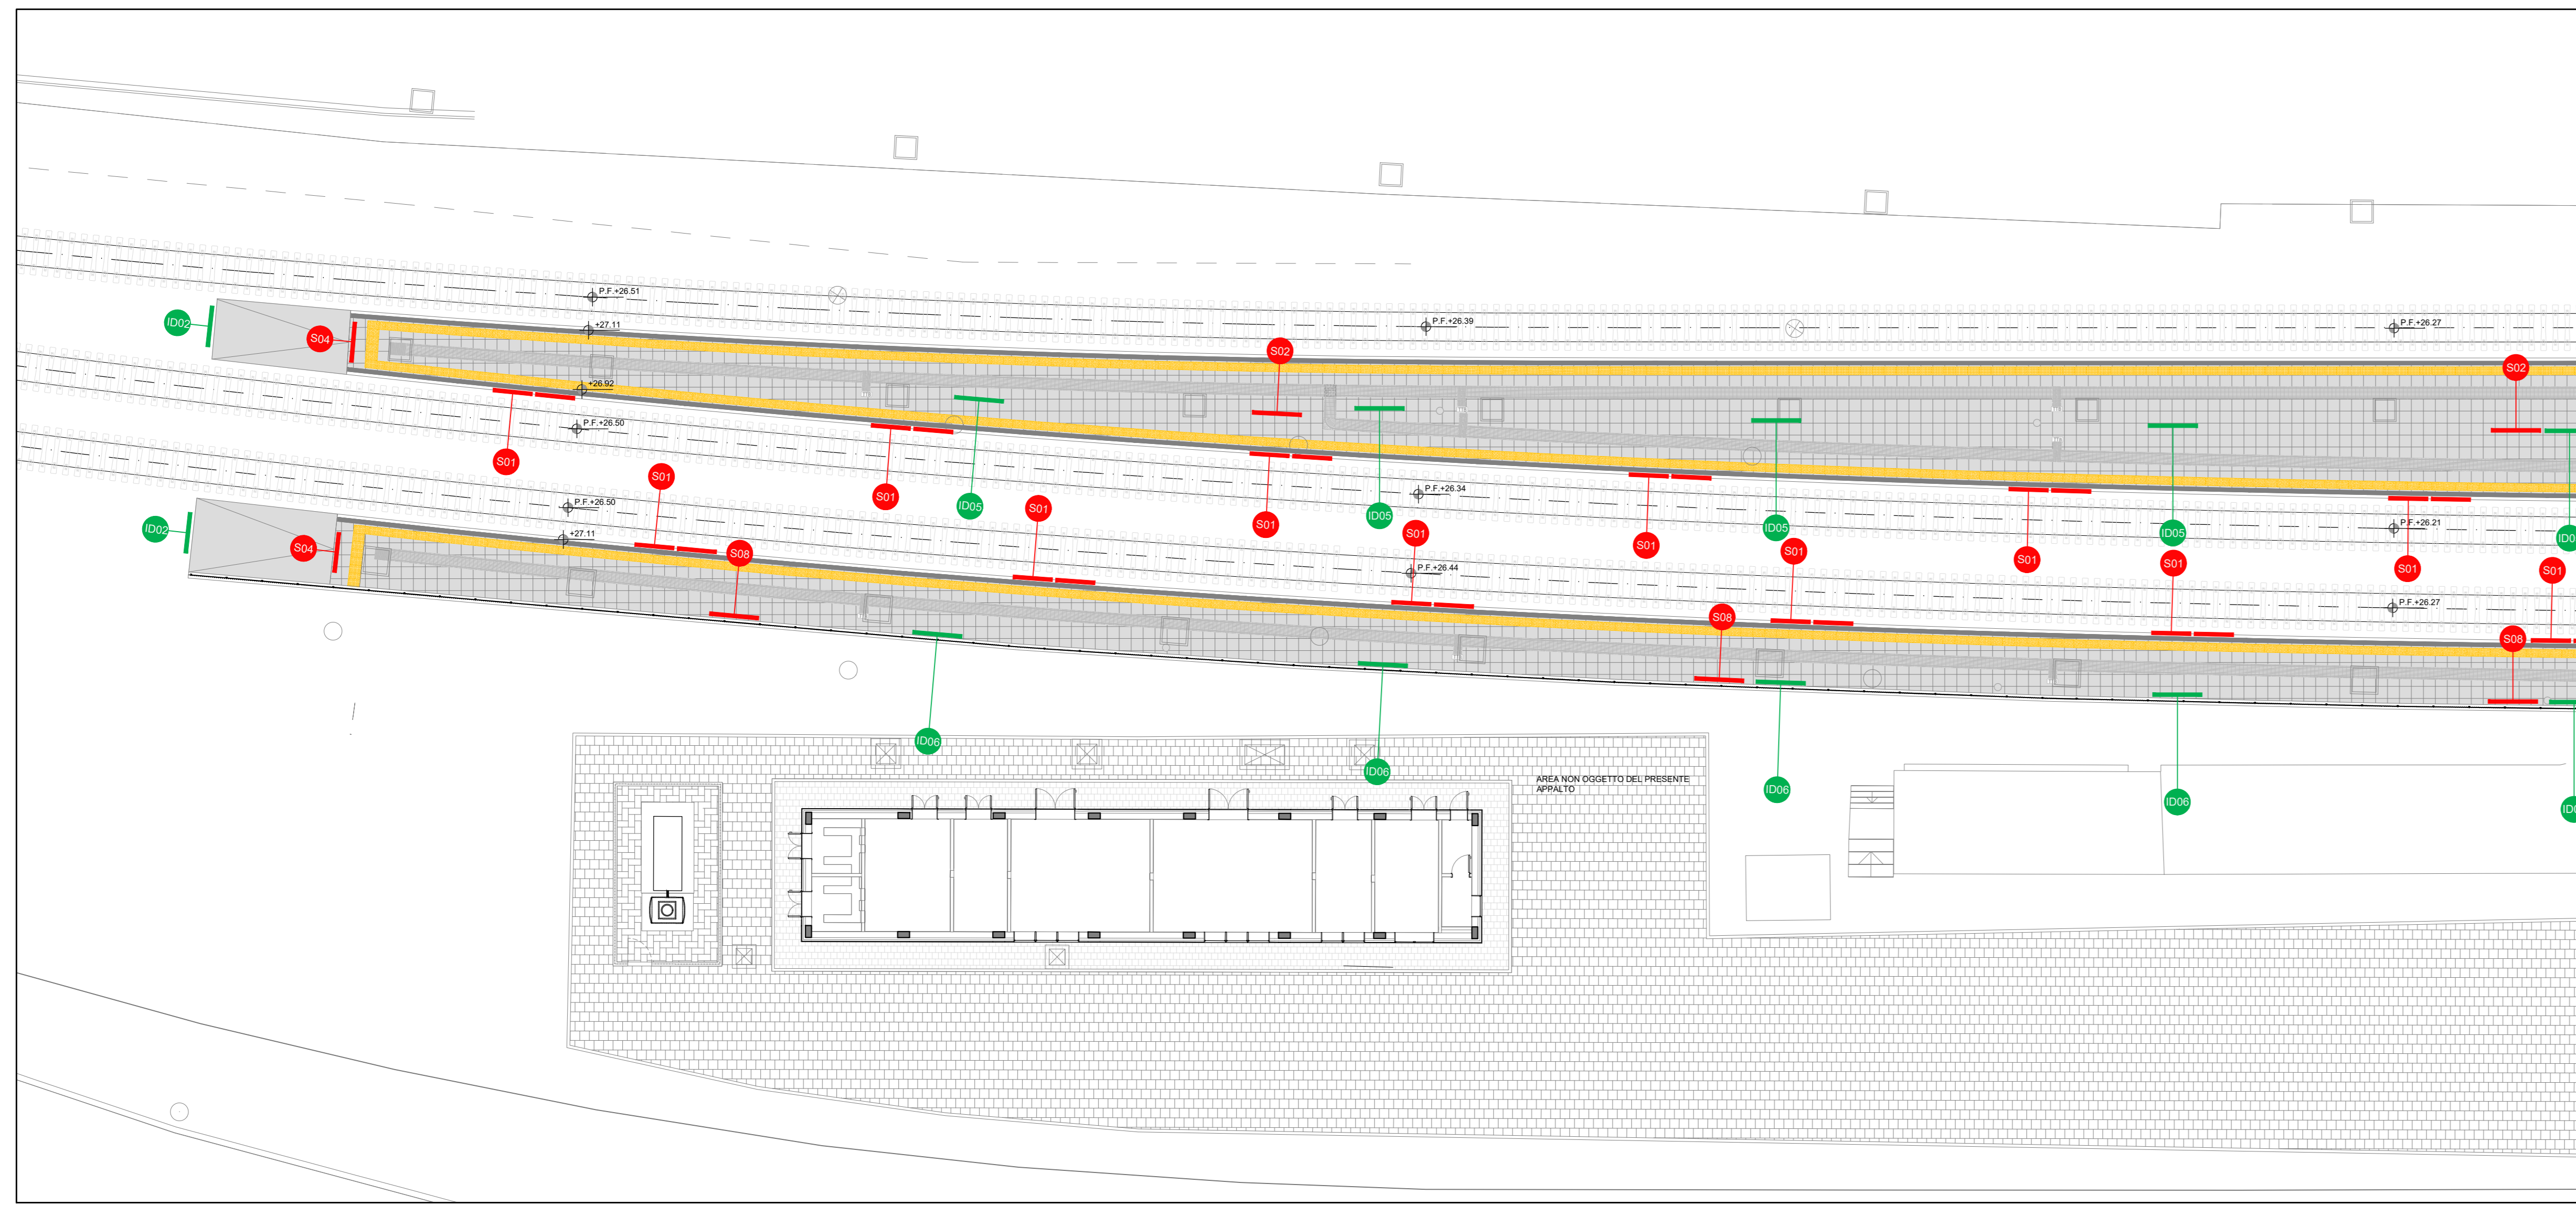 P.F.+26.51
P.F.+26.39
P.F.+26.27
ID02
+27.11
S04
S02
S02
+26.92
P.F.+26.50
S01
S01
ID05
S01
P.F.+26.34
ID05
S01
ID05
S01
ID05
P.F.+26.21
S01
S01
P.F.+26.50
S01
S01
S01
S01
S01
ID02
S04
+27.11
S08
P.F.+26.44
P.F.+26.27
S08
S08
ID06
ID06
AREA NON OGGETTO DEL PRESENTE
APPALTO
ID06
ID06